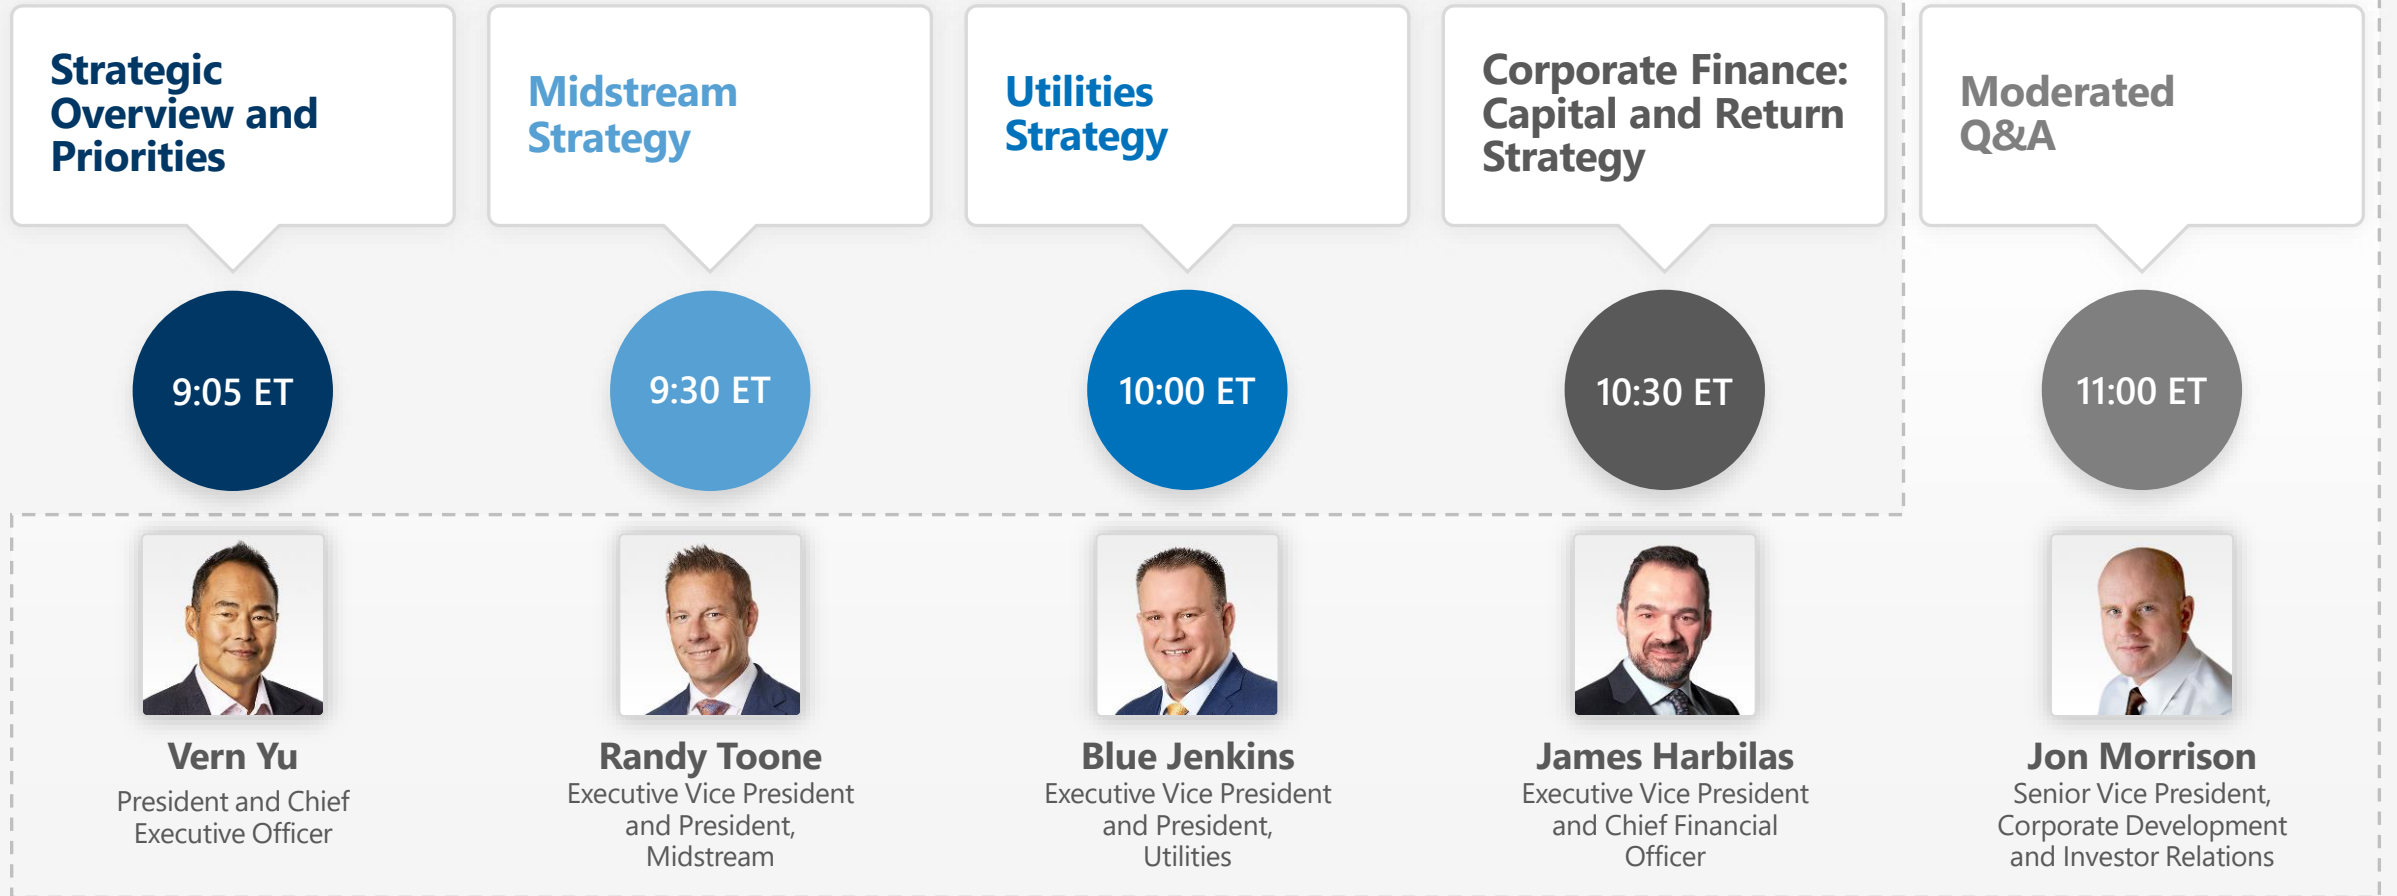 Strategic
Overview and
Priorities
Midstream
Strategy
Utilities
Strategy
Corporate Finance:
Capital and Return
Strategy
Moderated
Q&A
9:05 ET
9:30 ET
10:00 ET
10:30 ET
11:00 ET
Vern Yu
President and Chief
Executive Officer
Randy Toone
Executive Vice President
and President,
Midstream
Blue Jenkins
Executive Vice President
and President,
Utilities
James Harbilas
Executive Vice President
and Chief Financial
Officer
Jon Morrison
Senior Vice President,
Corporate Development
and Investor Relations